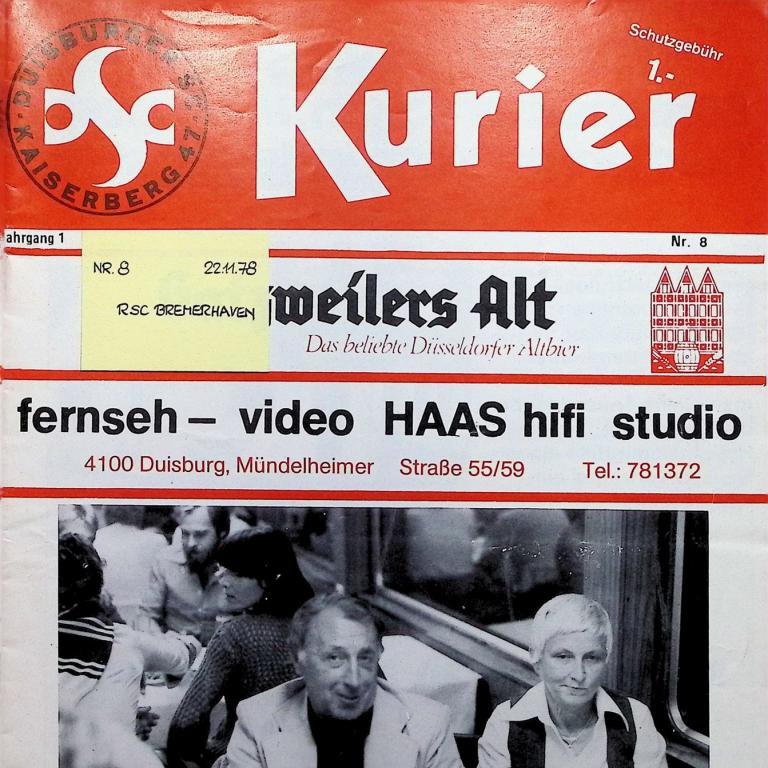 DUISBURGER SC
KAISERBERG 47
DSC
Kurier
Schutzgebühr
1.-
ahrgang 1
Nr. 8
NR. 8 22.11.78
RSC BREMERHAVEN
weilers Alt
Das beliebte Düsseldorfer Altbier
fernseh – video HAAS hifi studio
4100 Duisburg, Mündelheimer Straße 55/59 Tel.: 781372